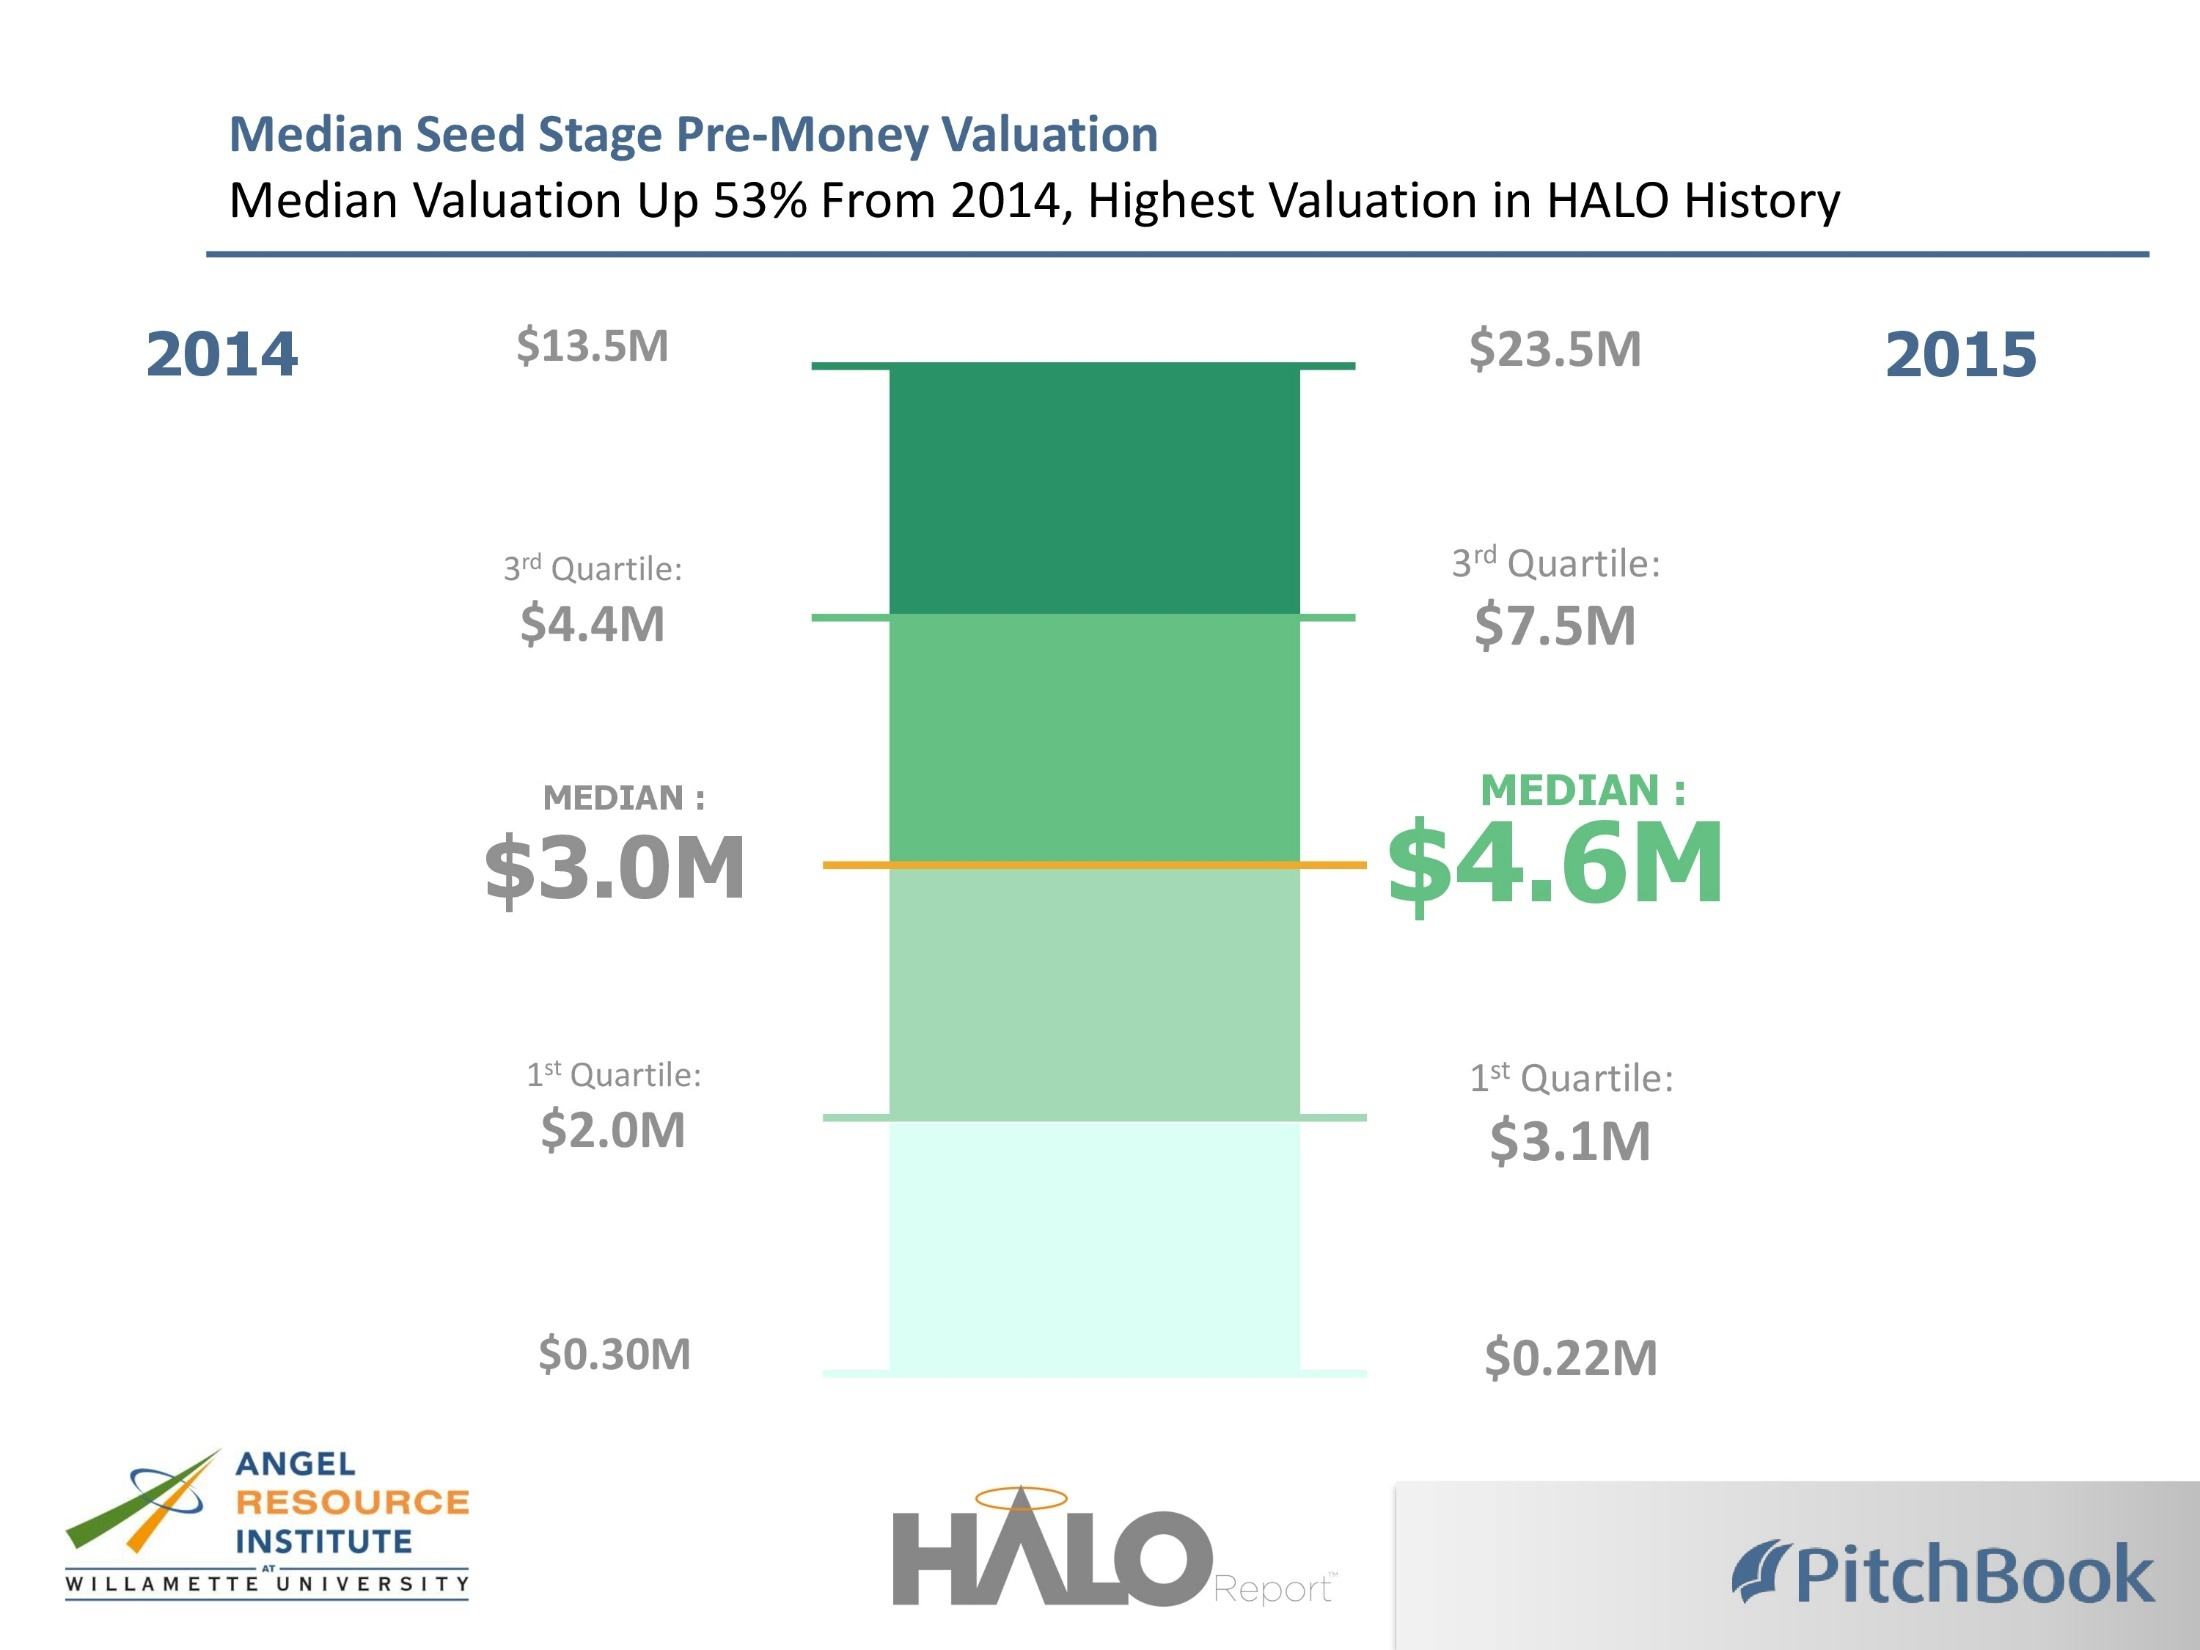 Median Seed Stage Pre-Money Valuation
Median Valuation Up 53% From 2014, Highest Valuation in HALO History
2014
$13.5M
$23.5M
2015
3rd Quartile:
$4.4M
3rd Quartile:
$7.5M
MEDIAN :
$3.0M
MEDIAN :
$4.6M
1st Quartile:
$2.0M
1st Quartile:
$3.1M
$0.30M
$0.22M
ANGEL
RESOURCE
INSTITUTE
AT
WILLAMETTE UNIVERSITY
HALO Report™
PitchBook